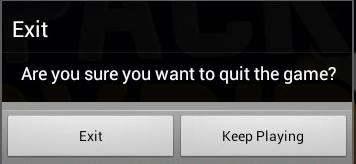 Exit
Are you sure you want to quit the game?
Exit
Keep Playing